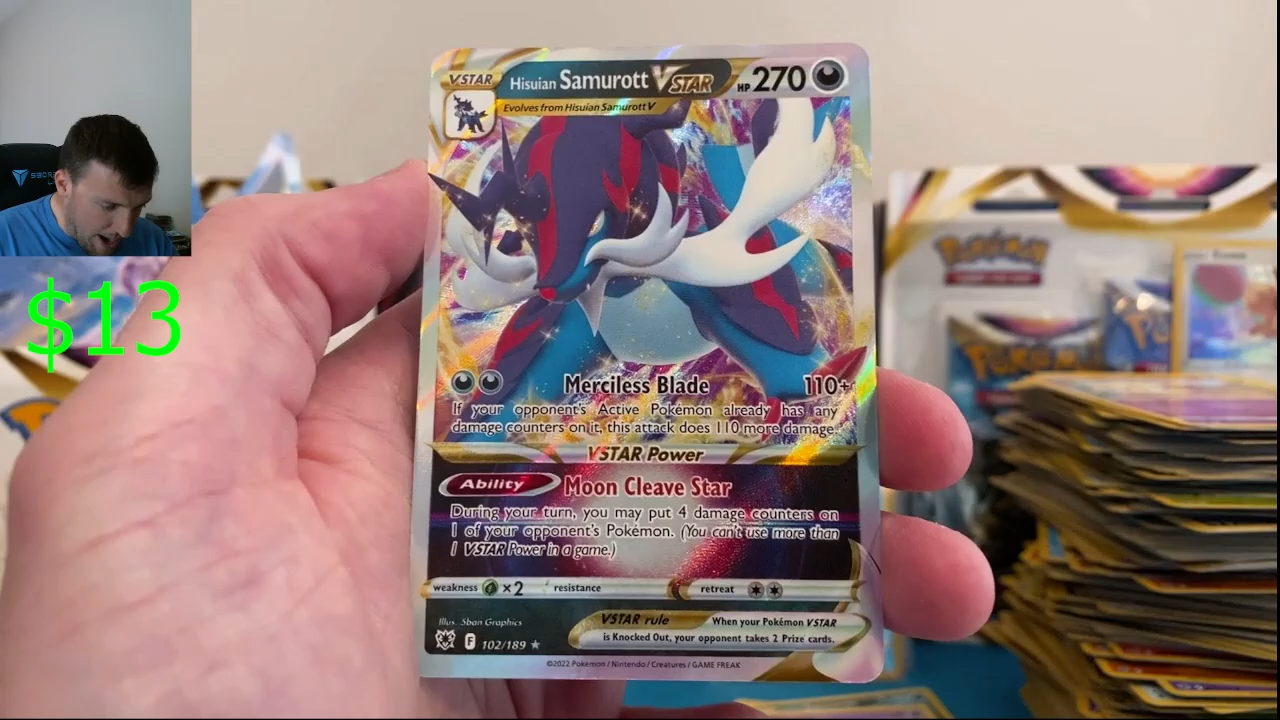 VSTAR
Hisuian Samurott VSTAR
HP 270
Evolves from Hisuian Samurott V
$13
Merciless Blade 110+
If your opponent's Active Pokémon already has any
damage counters on it, this attack does 110 more damage.
VSTAR Power
Ability Moon Cleave Star
During your turn, you may put 4 damage counters on
1 of your opponent's Pokémon. (You can't use more than
1 VSTAR Power in a game.)
weakness ×2 resistance retreat
Illus. 5ban Graphics
F 102/189
VSTAR rule When your Pokémon VSTAR
is Knocked Out, your opponent takes 2 Prize cards.
©2022 Pokémon / Nintendo / Creatures / GAME FREAK
POKéMON
POKéMON